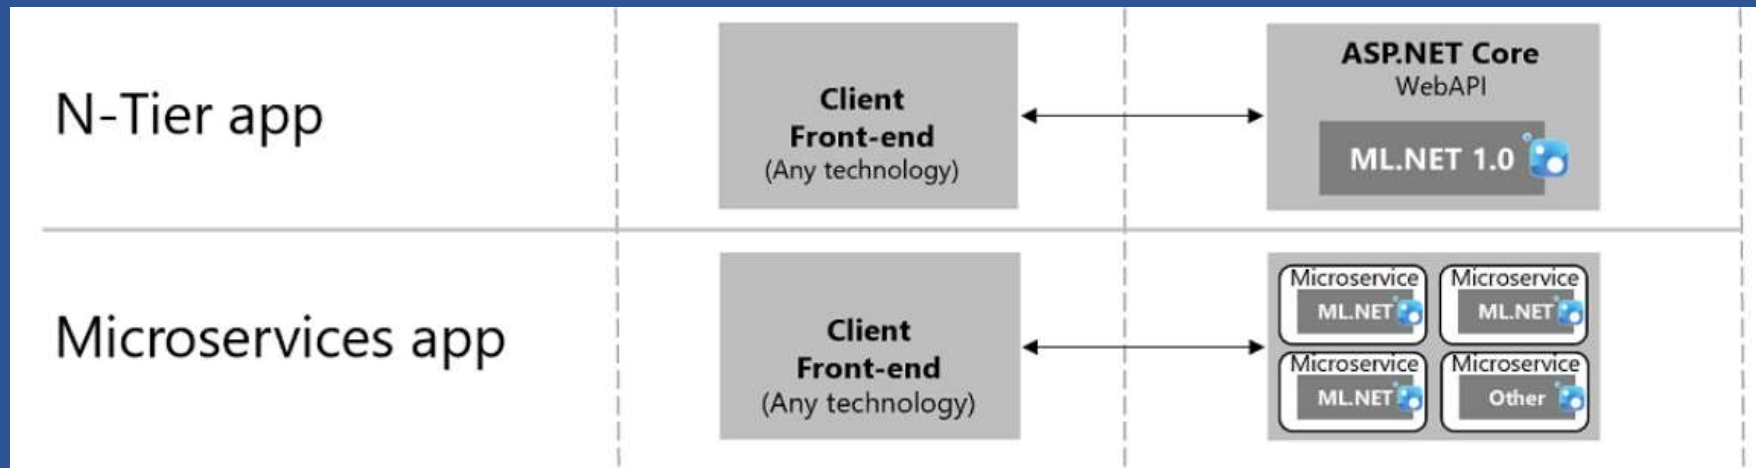 N-Tier app
Client
Front-end
(Any technology)
ASP.NET Core
WebAPI
ML.NET 1.0
Microservices app
Client
Front-end
(Any technology)
Microservice
ML.NET
Microservice
ML.NET
Microservice
ML.NET
Microservice
Other